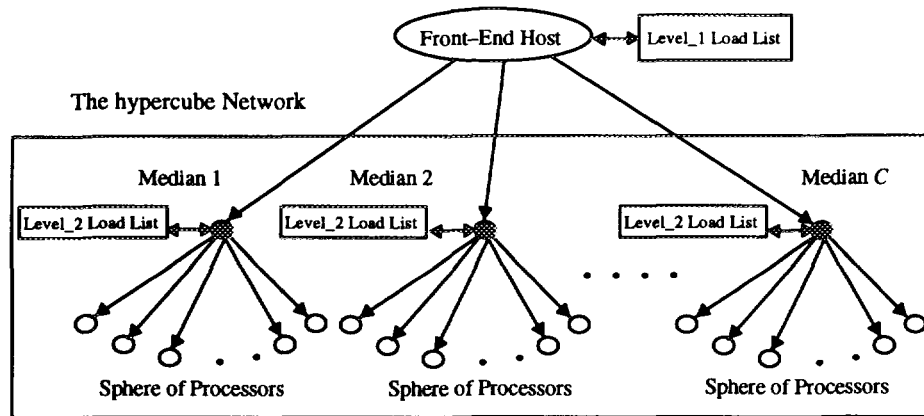 Front–End Host
Level_1 Load List
The hypercube Network
Median 1
Median 2
Median C
Level_2 Load List
Level_2 Load List
Level_2 Load List
Sphere of Processors
Sphere of Processors
Sphere of Processors